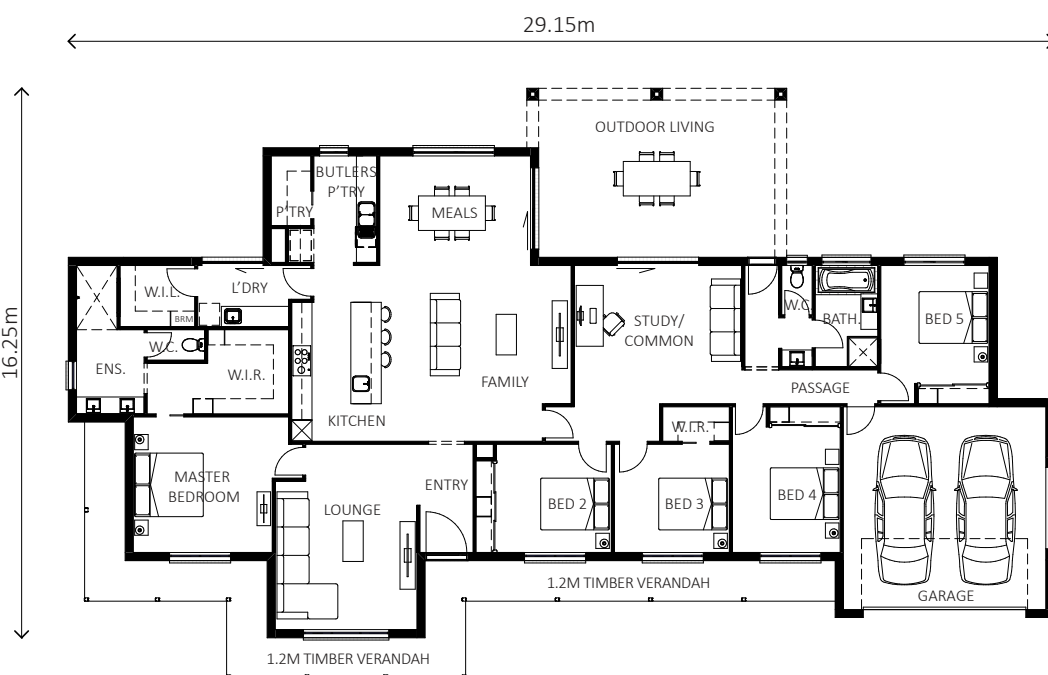 29.15m
16.25m
OUTDOOR LIVING
BUTLERS
P'TRY
P'TRY
MEALS
W.I.L.
L'DRY
BRM
W.C.
BATH.
BED 5
STUDY/
COMMON
W.C.
ENS.
W.I.R.
FAMILY
PASSAGE
KITCHEN
W.I.R.
MASTER
BEDROOM
ENTRY
LOUNGE
BED 2
BED 3
BED 4
1.2M TIMBER VERANDAH
GARAGE
1.2M TIMBER VERANDAH